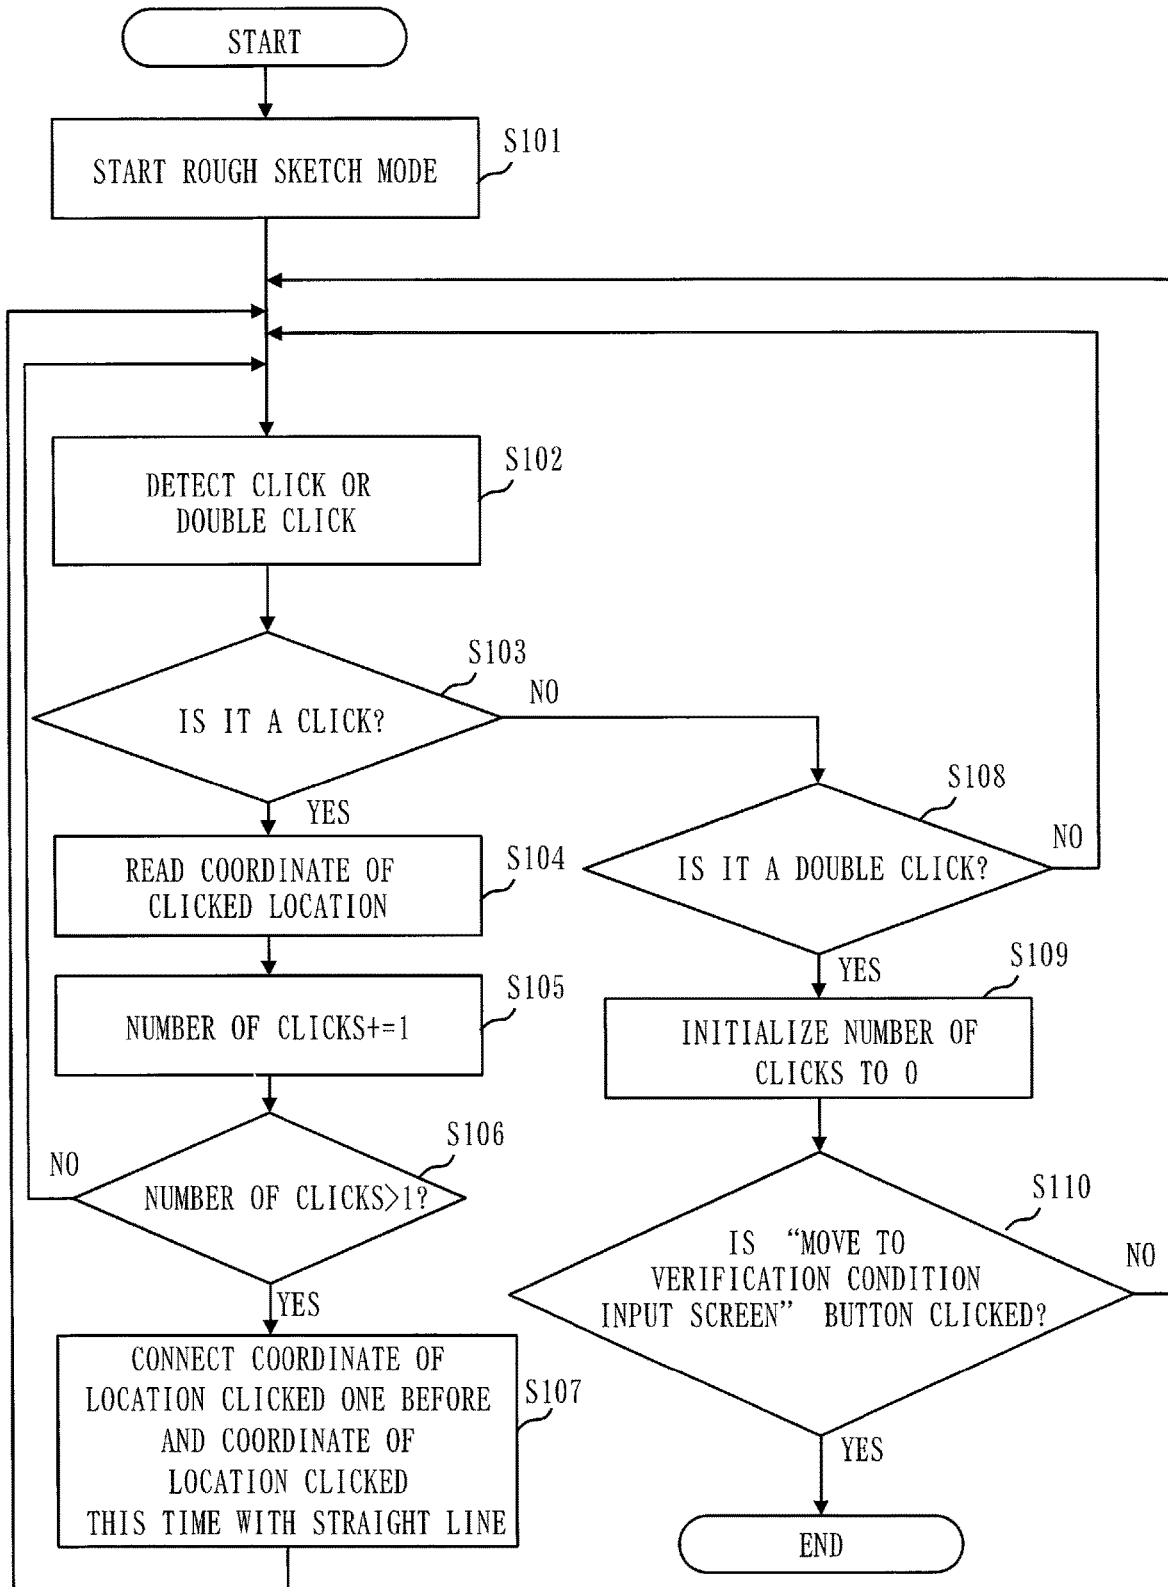 START
S101
START ROUGH SKETCH MODE
S102
DETECT CLICK OR
DOUBLE CLICK
S103
IS IT A CLICK?
NO
YES
S104
READ COORDINATE OF
CLICKED LOCATION
S105
NUMBER OF CLICKS+=1
S106
NUMBER OF CLICKS>1?
NO
YES
S107
CONNECT COORDINATE OF
LOCATION CLICKED ONE BEFORE
AND COORDINATE OF
LOCATION CLICKED
THIS TIME WITH STRAIGHT LINE
S108
IS IT A DOUBLE CLICK?
NO
YES
S109
INITIALIZE NUMBER OF
CLICKS TO 0
S110
IS “MOVE TO
VERIFICATION CONDITION
INPUT SCREEN” BUTTON CLICKED?
NO
YES
END